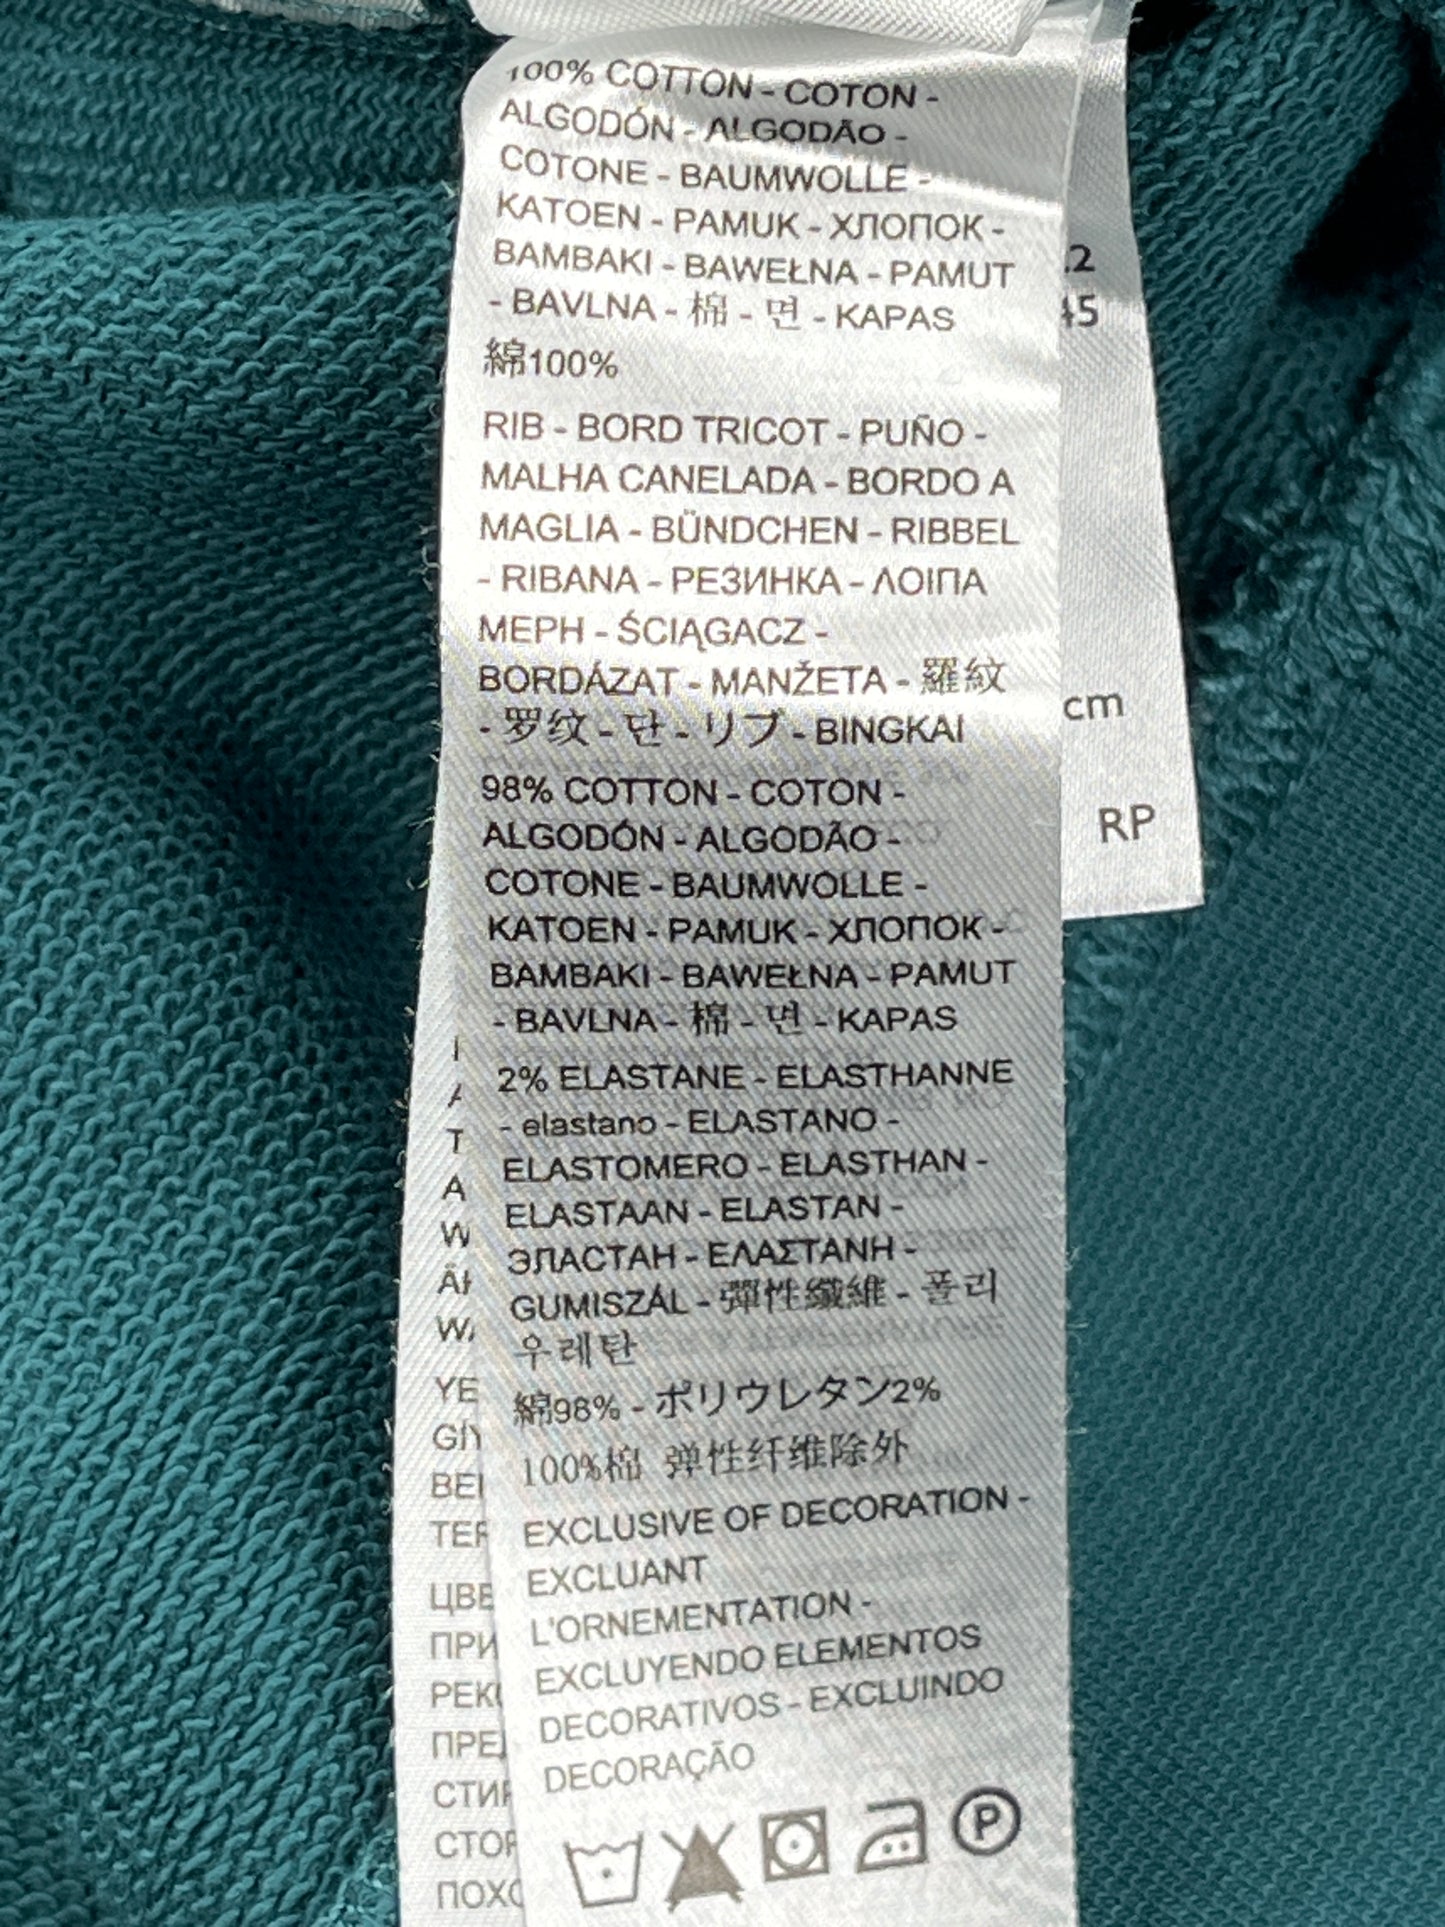 100% COTTON - COTON -
ALGODÓN - ALGODÃO -
COTONE - BAUMWOLLE -
KATOEN - PAMUK - ХЛОПОК -
BAMBAKI - BAWEŁNA - PAMUT
- BAVLNA - 棉 - 면 - KAPAS
綿100%
RIB - BORD TRICOT - PUÑO -
MALHA CANELADA - BORDO A
MAGLIA - BÜNDCHEN - RIBBEL
- RIBANA - РЕЗИНКА - ΛΟΙΠΑ
ΜΕΡΗ - ŚCIĄGACZ -
BORDÁZAT - MANŽETA - 羅紋
- 罗纹 - 단 - リブ - BINGKAI
98% COTTON - COTON -
ALGODÓN - ALGODÃO -
COTONE - BAUMWOLLE -
KATOEN - PAMUK - ХЛОПОК -
BAMBAKI - BAWEŁNA - PAMUT
- BAVLNA - 棉 - 면 - KAPAS
2% ELASTANE - ELASTHANNE
- elastano - ELASTANO -
ELASTOMERO - ELASTHAN -
ELASTAAN - ELASTAN -
ЭЛАСТАН - ΕΛΑΣΤΑΝΗ -
GUMISZÁL - 彈性纖維 - 폴리
우레탄
綿98% - ポリウレタン2%
100%棉 弹性纤维除外
EXCLUSIVE OF DECORATION -
EXCLUANT
L'ORNEMENTATION -
EXCLUYENDO ELEMENTOS
DECORATIVOS - EXCLUINDO
DECORAÇÃO
P
.2
45
cm
RP